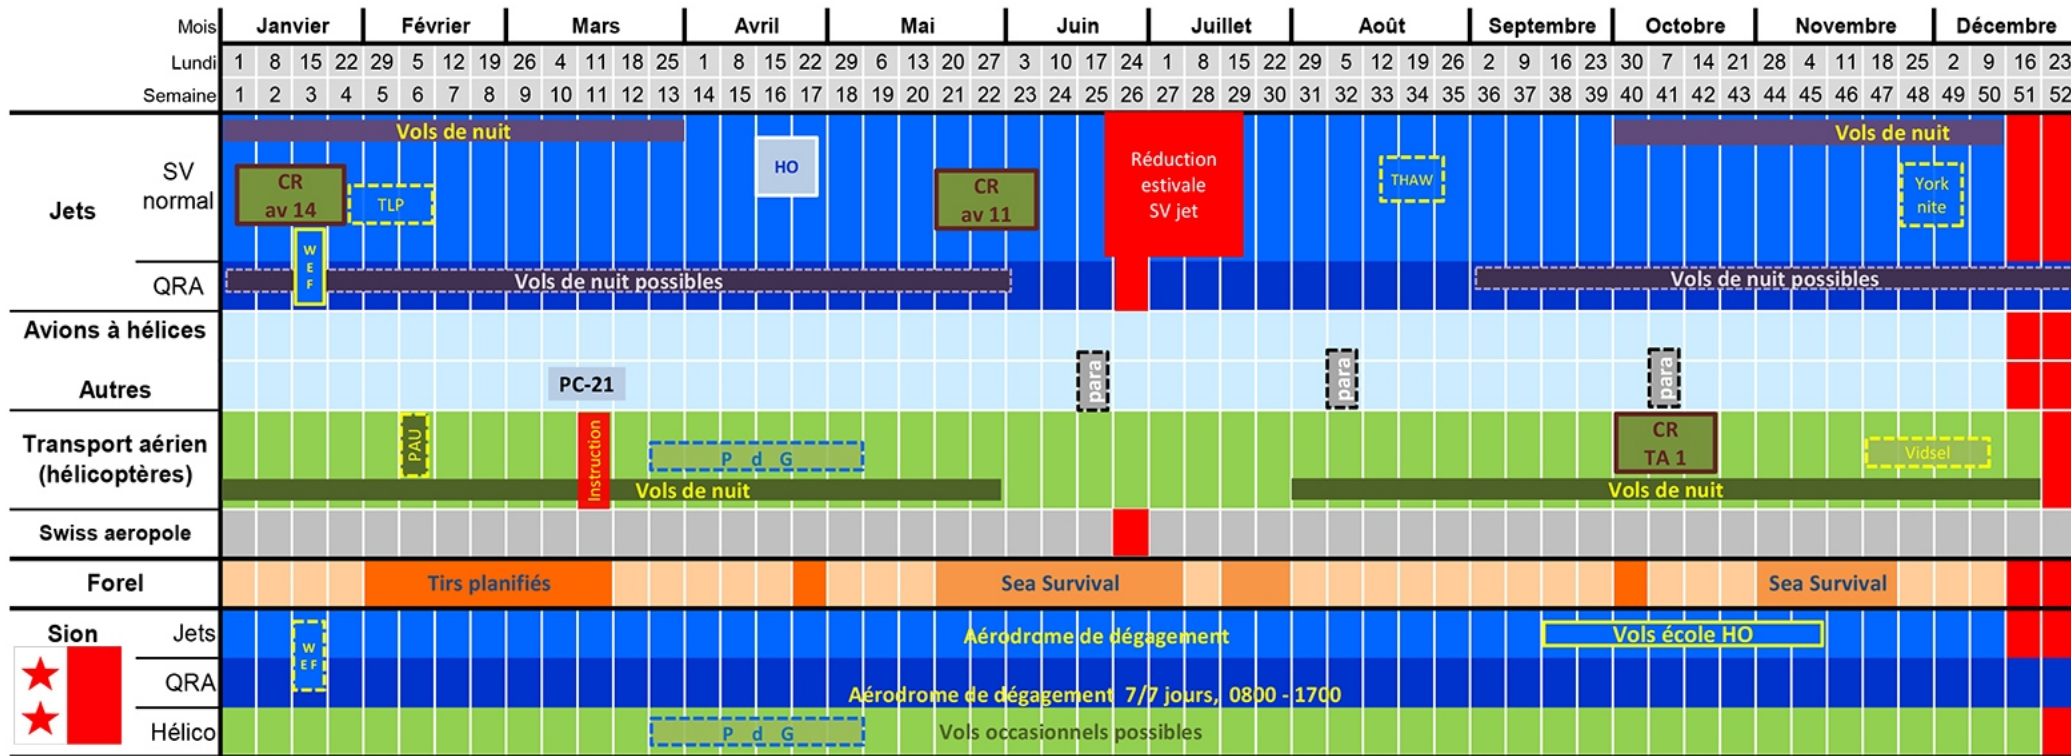 Mois Janvier Février Mars Avril Mai Juin Juillet Août Septembre Octobre Novembre Décembre
Lundi 1 8 15 22 29 5 12 19 26 4 11 18 25 1 8 15 22 29 6 13 20 27 3 10 17 24 1 8 15 22 29 5 12 19 26 2 9 16 23 30 7 14 21 28 4 11 18 25 2 9 16 23
Semaine 1 2 3 4 5 6 7 8 9 10 11 12 13 14 15 16 17 18 19 20 21 22 23 24 25 26 27 28 29 30 31 32 33 34 35 36 37 38 39 40 41 42 43 44 45 46 47 48 49 50 51 52
Jets
SV
normal
Vols de nuit
Vols de nuit
CR
av 14
TLP
HO
CR
av 11
Réduction
estivale
SV jet
THAW
York
nite
W
E
F
QRA
Vols de nuit possibles
Vols de nuit possibles
Avions à hélices
Autres
PC-21
para
para
para
Transport aérien
(hélicoptères)
PAU
Instruction
P d G
CR
TA 1
Vidsel
Vols de nuit
Vols de nuit
Swiss aeropole
Forel
Tirs planifiés
Sea Survival
Sea Survival
Sion
Jets
W
E F
Aérodrome de dégagement
Vols école HO
QRA
Aérodrome de dégagement 7/7 jours, 0800 - 1700
Hélico
P d G
Vols occasionnels possibles